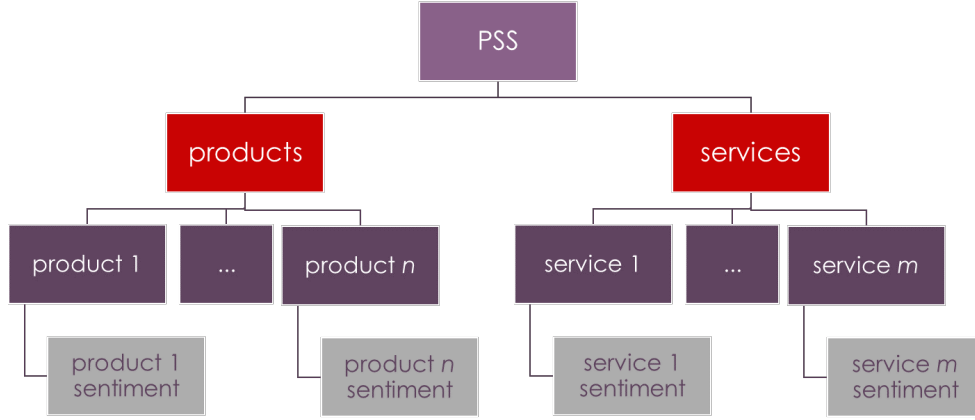 PSS
products
services
product 1
...
product n
service 1
...
service m
product 1
sentiment
product n
sentiment
service 1
sentiment
service m
sentiment